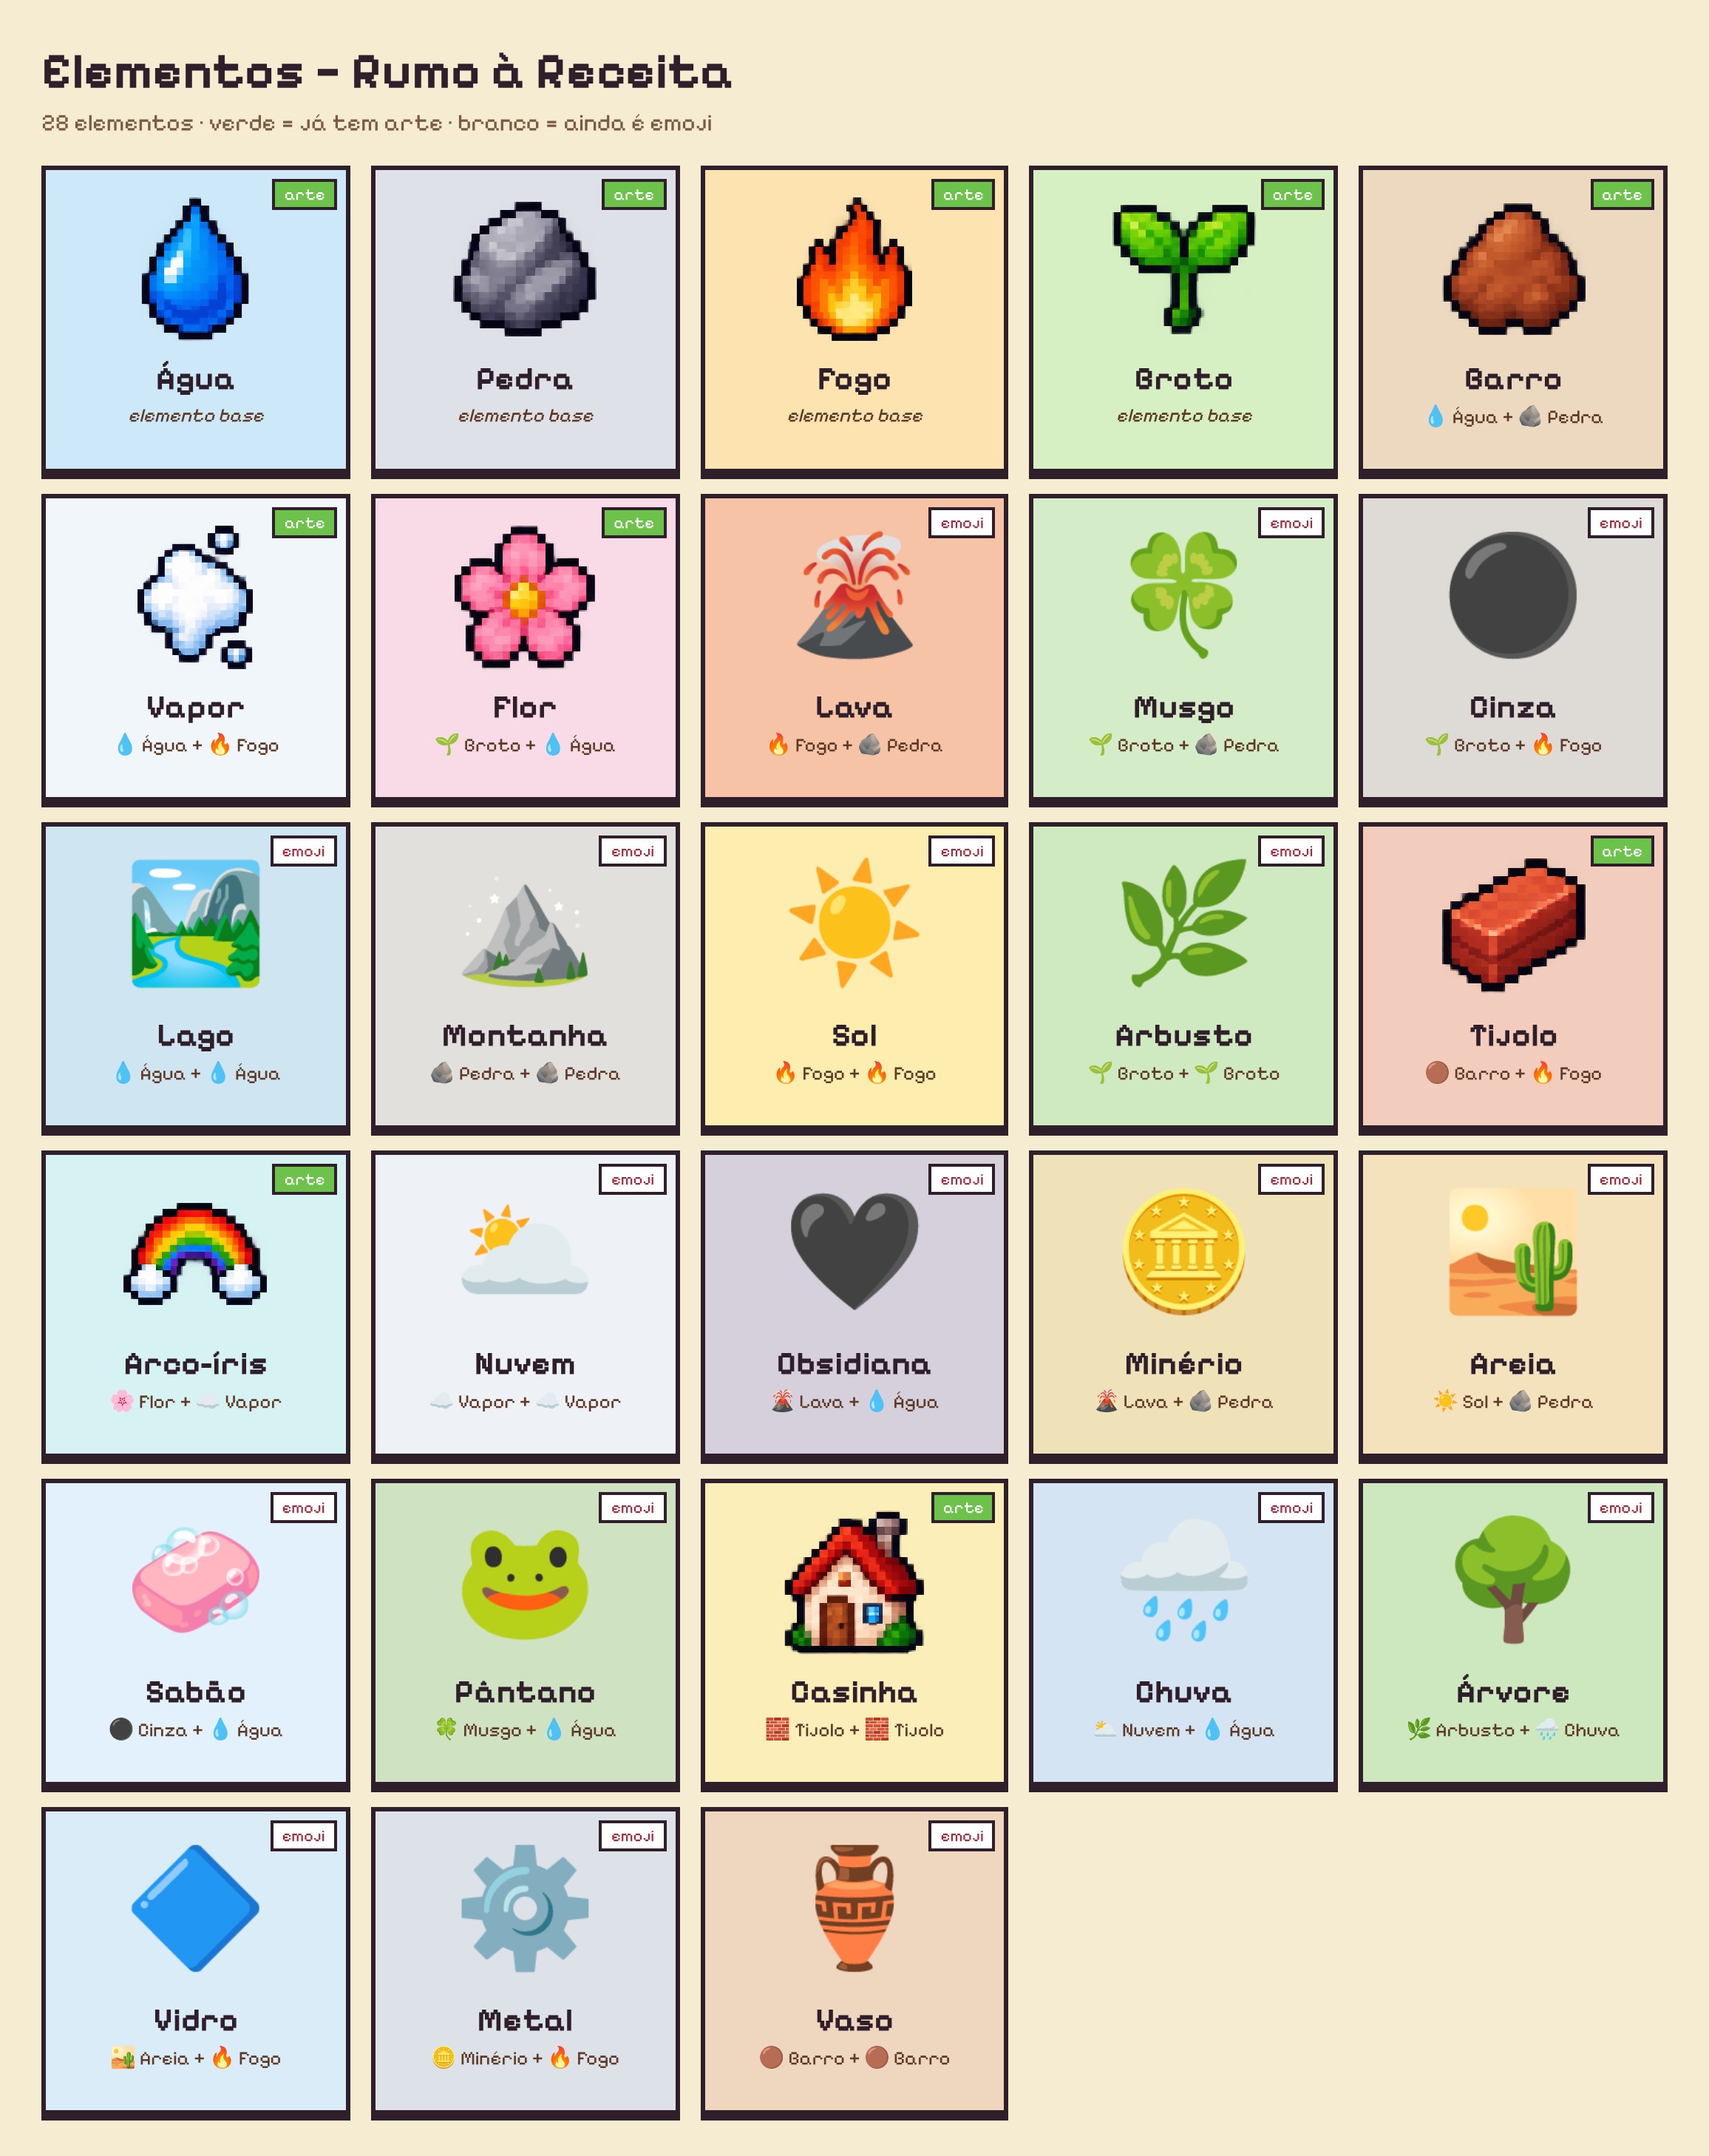 Elementos - Rumo à Receita
28 elementos · verde = já tem arte · branco = ainda é emoji
arte
Água
elemento base
arte
Pedra
elemento base
arte
Fogo
elemento base
arte
Broto
elemento base
arte
Barro
Água + Pedra
arte
Vapor
Água + Fogo
arte
Flor
Broto + Água
emoji
Lava
Fogo + Pedra
emoji
Musgo
Broto + Pedra
emoji
Cinza
Broto + Fogo
emoji
Lago
Água + Água
emoji
Montanha
Pedra + Pedra
emoji
Sol
Fogo + Fogo
emoji
Arbusto
Broto + Broto
arte
Tijolo
Barro + Fogo
arte
Arco-íris
Flor + Vapor
emoji
Nuvem
Vapor + Vapor
emoji
Obsidiana
Lava + Água
emoji
Minério
Lava + Pedra
emoji
Areia
Sol + Pedra
emoji
Sabão
Cinza + Água
emoji
Pântano
Musgo + Água
arte
Casinha
Tijolo + Tijolo
emoji
Chuva
Nuvem + Água
emoji
Árvore
Arbusto + Chuva
emoji
Vidro
Areia + Fogo
emoji
Metal
Minério + Fogo
emoji
Vaso
Barro + Barro